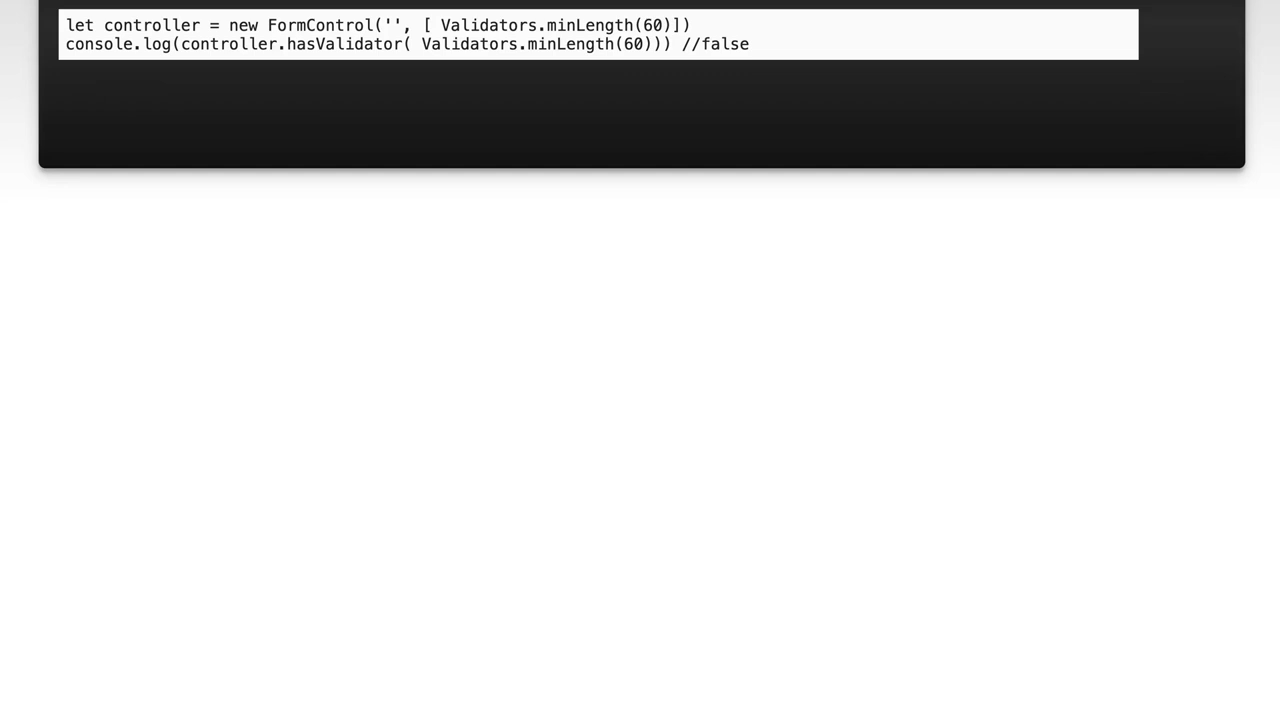 let controller = new FormControl('', [ Validators.minLength(60)])
console.log(controller.hasValidator( Validators.minLength(60))) //false